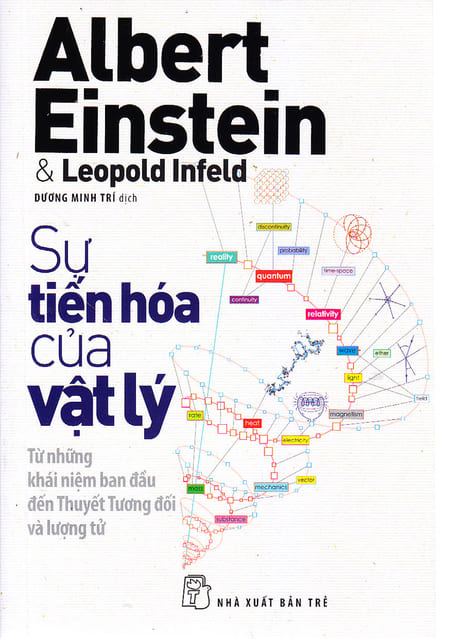 Albert
Einstein
& Leopold Infeld
DƯƠNG MINH TRÍ dịch
Sự
tiến hóa
của
vật lý
Từ những
khái niệm ban đầu
đến Thuyết Tương đối
và lượng tử
discontinuity
probability
reality
time-space
quantum
continuity
relativity
wave
ether
light
field
rate
magnetism
heat
electricity
vector
mass
mechanics
substance
NHÀ XUẤT BẢN TRẺ